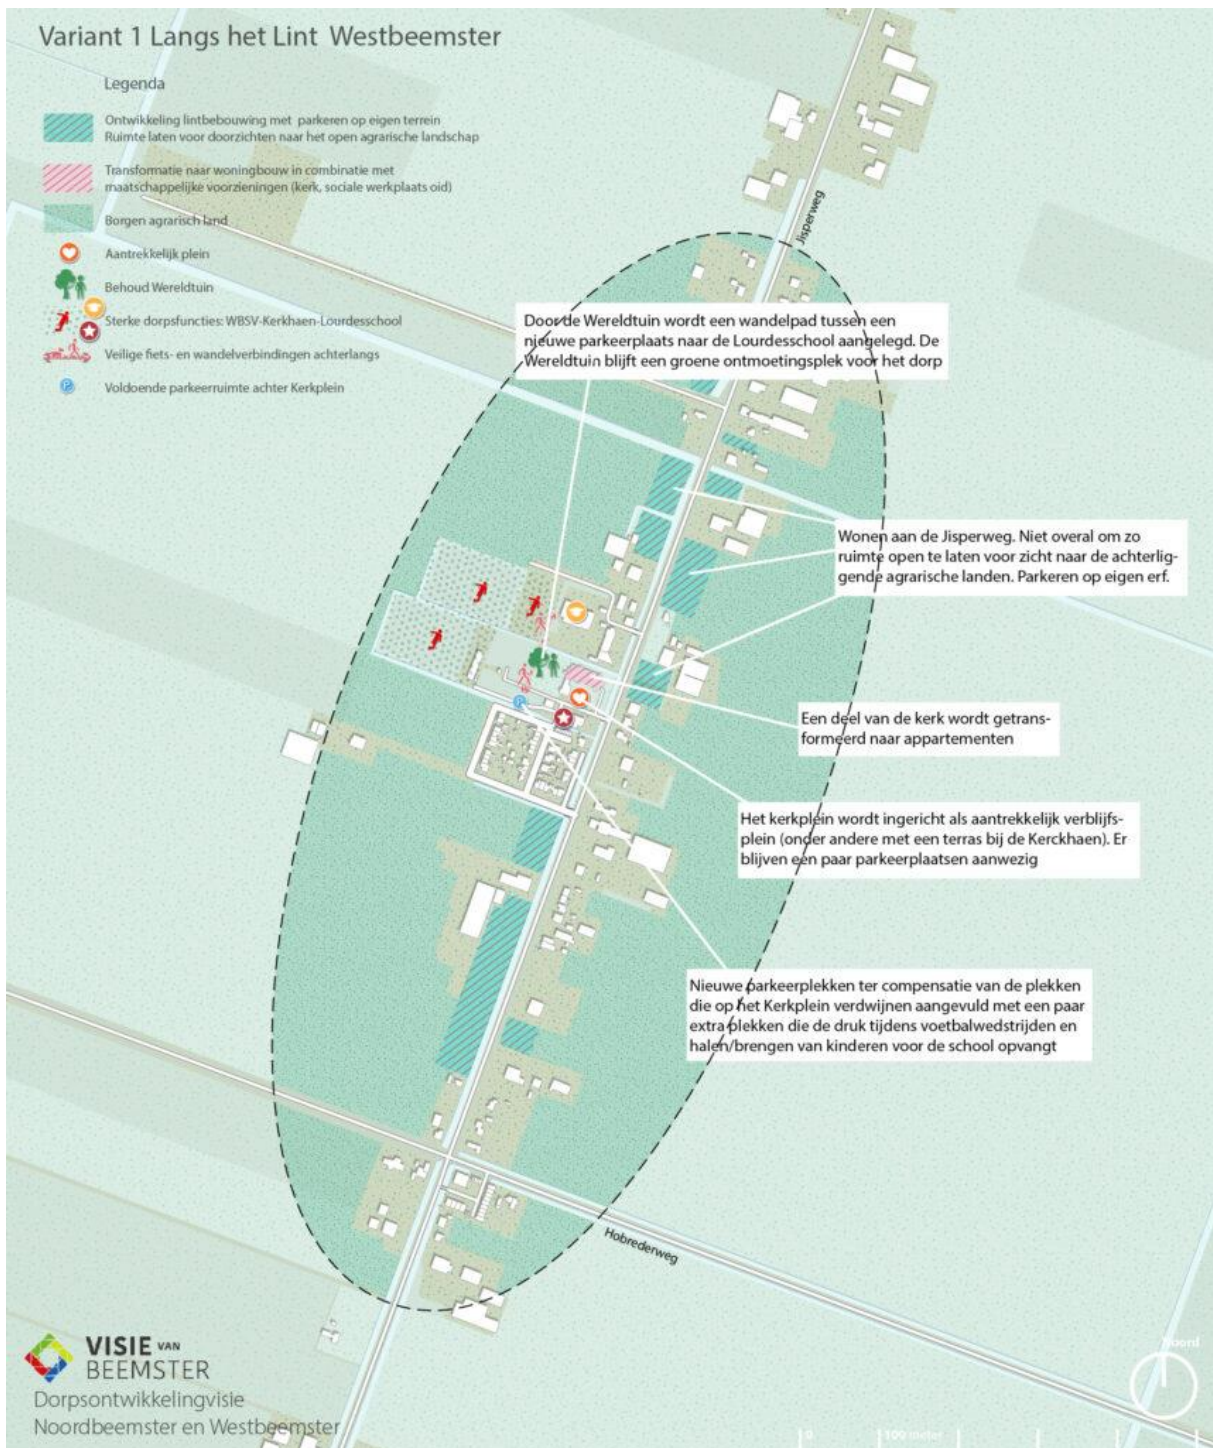 Variant 1 Langs het Lint Westbeemster
Legenda
Ontwikkeling lintbebouwing met parkeren op eigen terrein
Ruimte laten voor doorzichten naar het open agrarische landschap
Transformatie naar woningbouw in combinatie met
maatschappelijke voorzieningen (kerk, sociale werkplaats oid)
Borgen agrarisch land
Aantrekkelijk plein
Behoud Wereldtuin
Sterke dorpsfuncties: WBSV-Kerkhaen-Lourdesschool
Veilige fiets- en wandelverbindingen achterlangs
P
Voldoende parkeerruimte achter Kerkplein
Jisperweg
Door de Wereldtuin wordt een wandelpad tussen een
nieuwe parkeerplaats naar de Lourdesschool aangelegd. De
Wereldtuin blijft een groene ontmoetingsplek voor het dorp
Wonen aan de Jisperweg. Niet overal om zo
ruimte open te laten voor zicht naar de achterlig-
gende agrarische landen. Parkeren op eigen erf.
P
Een deel van de kerk wordt getrans-
formeerd naar appartementen
Het kerkplein wordt ingericht als aantrekkelijk verblijfs-
plein (onder andere met een terras bij de Kerckhaen). Er
blijven een paar parkeerplaatsen aanwezig
Nieuwe parkeerplekken ter compensatie van de plekken
die op het Kerkplein verdwijnen aangevuld met een paar
extra plekken die de druk tijdens voetbalwedstrijden en
halen/brengen van kinderen voor de school opvangt
Hobrederweg
VISIE VAN
BEEMSTER
Dorpsontwikkelingvisie
Noordbeemster en Westbeemster
Noord
0 100 meter